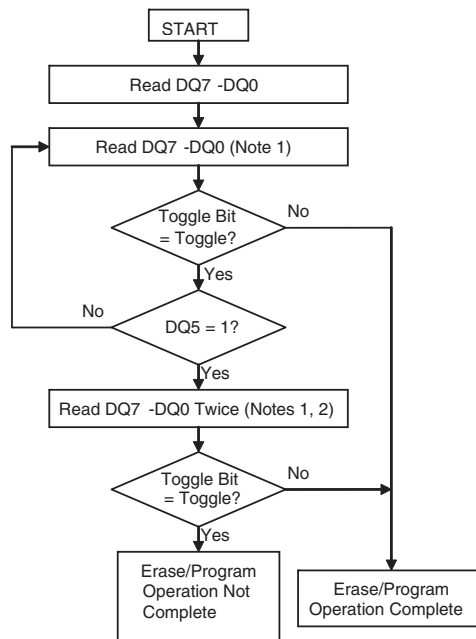 START
Read DQ7 -DQ0
Read DQ7 -DQ0 (Note 1)
Toggle Bit
= Toggle?
No
Yes
No
DQ5 = 1?
Yes
Read DQ7 -DQ0 Twice (Notes 1, 2)
Toggle Bit
= Toggle?
No
Yes
Erase/Program
Operation Not
Complete
Erase/Program
Operation Complete